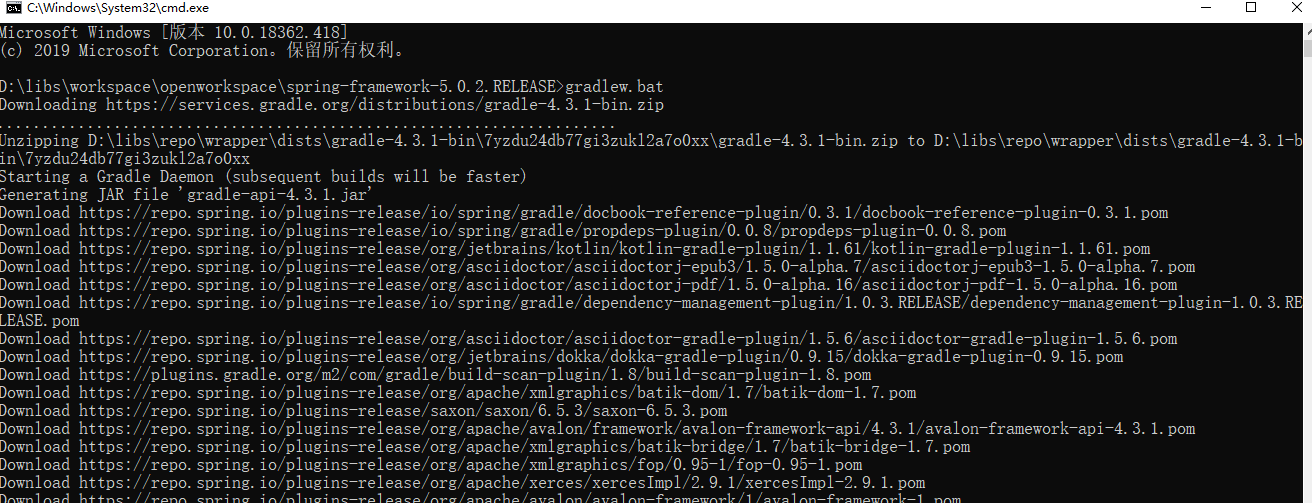 C:\Windows\System32\cmd.exe
Microsoft Windows [版本 10.0.18362.418]
(c) 2019 Microsoft Corporation。保留所有权利。
D:\libs\workspace\openworkspace\spring-framework-5.0.2.RELEASE>gradlew.bat
Downloading https://services.gradle.org/distributions/gradle-4.3.1-bin.zip
......................................................................
Unzipping D:\libs\repo\wrapper\dists\gradle-4.3.1-bin\7yzdu24db77gi3zukl2a7o0xx\gradle-4.3.1-bin.zip to D:\libs\repo\wrapper\dists\gradle-4.3.1-b
in\7yzdu24db77gi3zukl2a7o0xx
Starting a Gradle Daemon (subsequent builds will be faster)
Generating JAR file 'gradle-api-4.3.1.jar'
Download https://repo.spring.io/plugins-release/io/spring/gradle/docbook-reference-plugin/0.3.1/docbook-reference-plugin-0.3.1.pom
Download https://repo.spring.io/plugins-release/io/spring/gradle/propdeps-plugin/0.0.8/propdeps-plugin-0.0.8.pom
Download https://repo.spring.io/plugins-release/org/jetbrains/kotlin/kotlin-gradle-plugin/1.1.61/kotlin-gradle-plugin-1.1.61.pom
Download https://repo.spring.io/plugins-release/org/asciidoctor/asciidoctorj-epub3/1.5.0-alpha.7/asciidoctorj-epub3-1.5.0-alpha.7.pom
Download https://repo.spring.io/plugins-release/org/asciidoctor/asciidoctorj-pdf/1.5.0-alpha.16/asciidoctorj-pdf-1.5.0-alpha.16.pom
Download https://repo.spring.io/plugins-release/io/spring/gradle/dependency-management-plugin/1.0.3.RELEASE/dependency-management-plugin-1.0.3.RE
LEASE.pom
Download https://repo.spring.io/plugins-release/org/asciidoctor/asciidoctor-gradle-plugin/1.5.6/asciidoctor-gradle-plugin-1.5.6.pom
Download https://repo.spring.io/plugins-release/org/jetbrains/dokka/dokka-gradle-plugin/0.9.15/dokka-gradle-plugin-0.9.15.pom
Download https://plugins.gradle.org/m2/com/gradle/build-scan-plugin/1.8/build-scan-plugin-1.8.pom
Download https://repo.spring.io/plugins-release/org/apache/xmlgraphics/batik-dom/1.7/batik-dom-1.7.pom
Download https://repo.spring.io/plugins-release/saxon/saxon/6.5.3/saxon-6.5.3.pom
Download https://repo.spring.io/plugins-release/org/apache/avalon/framework/avalon-framework-api/4.3.1/avalon-framework-api-4.3.1.pom
Download https://repo.spring.io/plugins-release/org/apache/xmlgraphics/batik-bridge/1.7/batik-bridge-1.7.pom
Download https://repo.spring.io/plugins-release/org/apache/xmlgraphics/fop/0.95-1/fop-0.95-1.pom
Download https://repo.spring.io/plugins-release/org/apache/xerces/xercesImpl/2.9.1/xercesImpl-2.9.1.pom
Download https://repo.spring.io/plugins-release/org/apache/avalon/avalon-framework/1/avalon-framework-1.pom